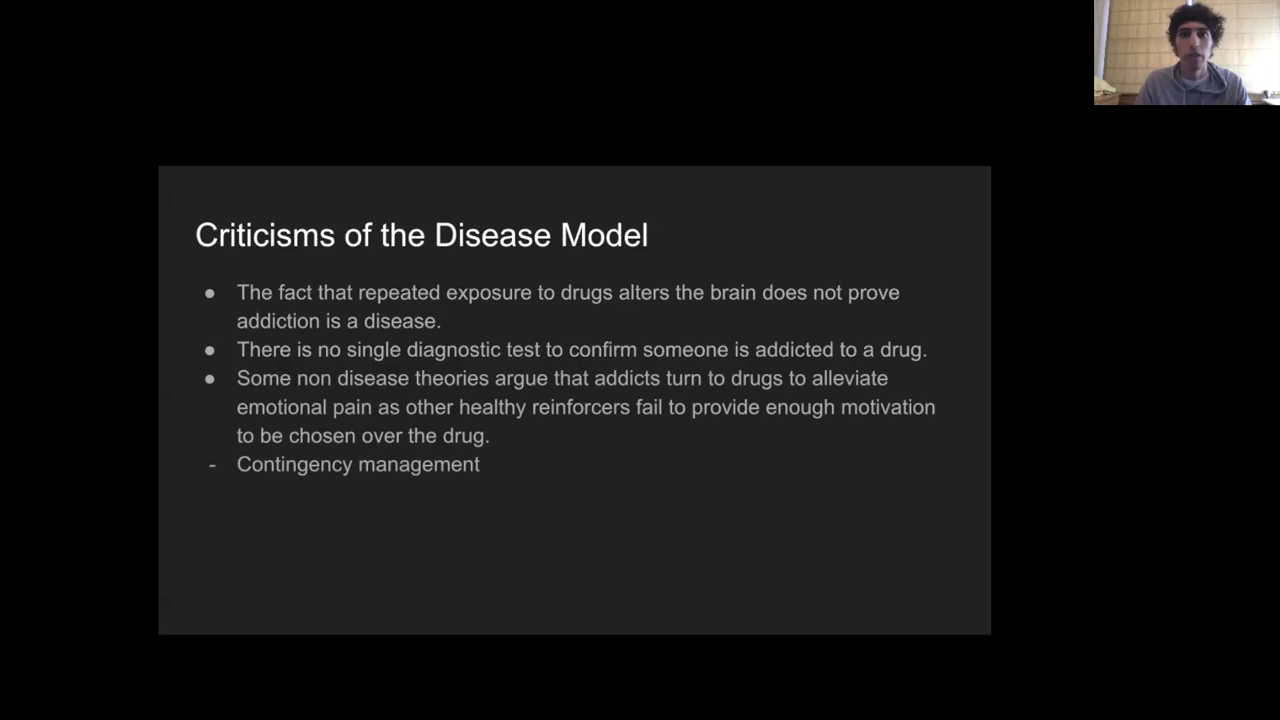 Criticisms of the Disease Model
● The fact that repeated exposure to drugs alters the brain does not prove
addiction is a disease.
● There is no single diagnostic test to confirm someone is addicted to a drug.
● Some non disease theories argue that addicts turn to drugs to alleviate
emotional pain as other healthy reinforcers fail to provide enough motivation
to be chosen over the drug.
- Contingency management